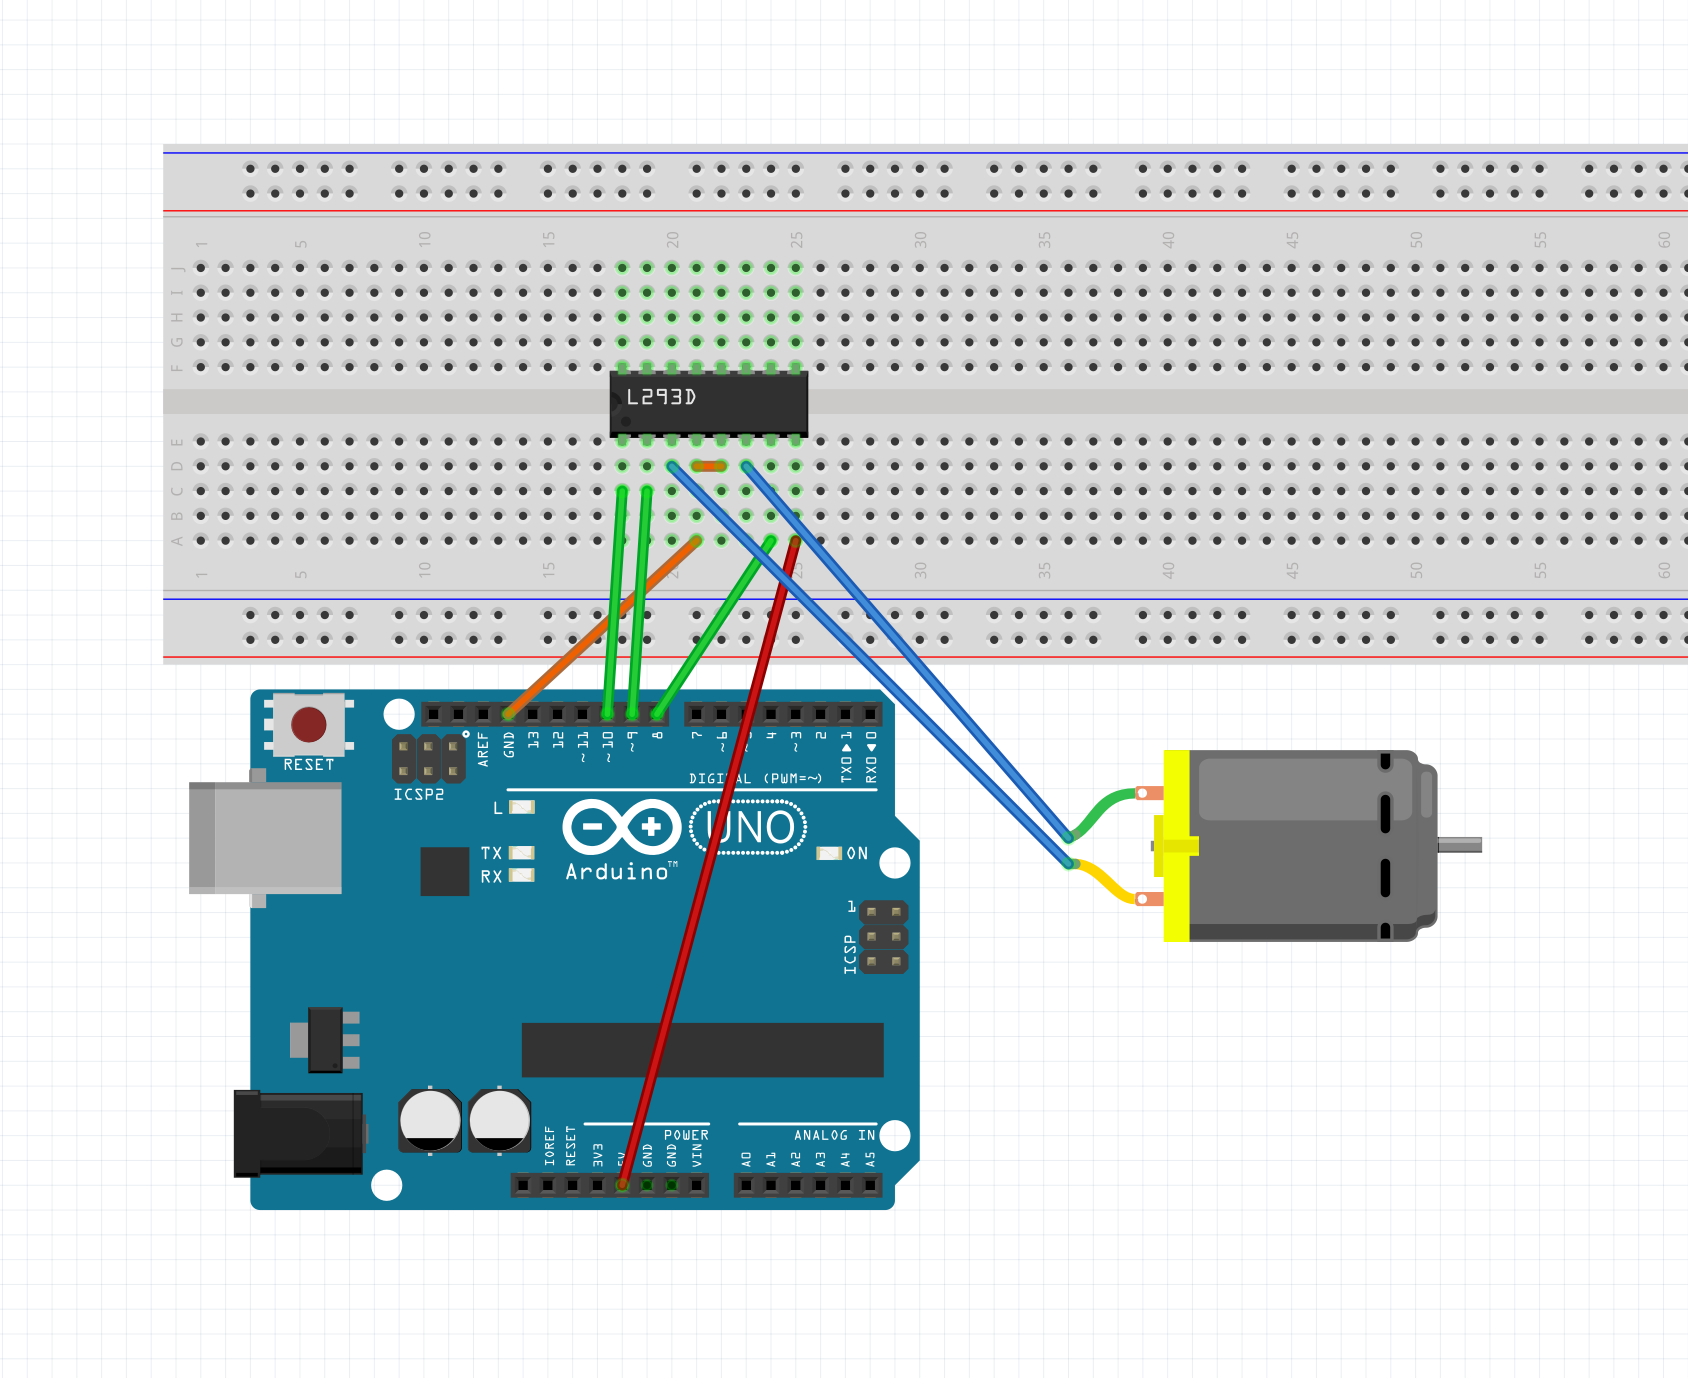 1 5 10 15 20 25 30 35 40 45 50 55 60
J
I
H
G
F
L293D
E
D
C
B
A
1 5 10 15 20 25 30 35 40 45 50 55 60
RESET
ICSP2
AREF
GND
13
12
~11
~10
~9
8
7
~6
~5
4
~3
2
TX0 1
RX0 0
DIGITAL (PWM=~)
L
TX
RX
UNO
ON
Arduino™
1
ICSP
POWER
ANALOG IN
IOREF
RESET
3V3
5V
GND
GND
VIN
A0
A1
A2
A3
A4
A5